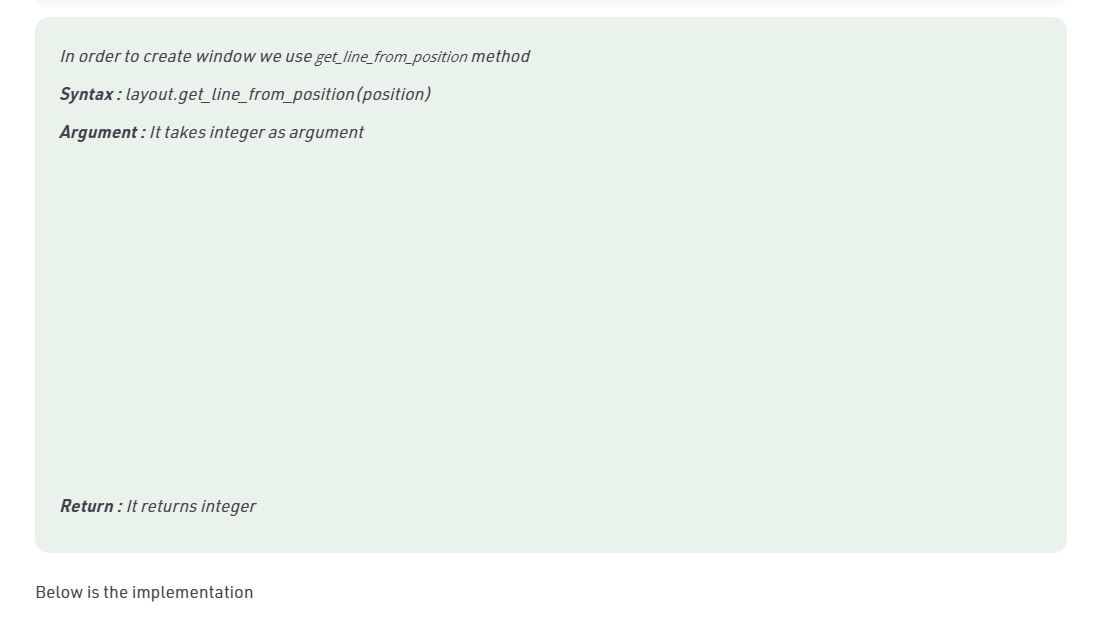 In order to create window we use get_line_from_position method
Syntax : layout.get_line_from_position(position)
Argument : It takes integer as argument
Return : It returns integer
Below is the implementation